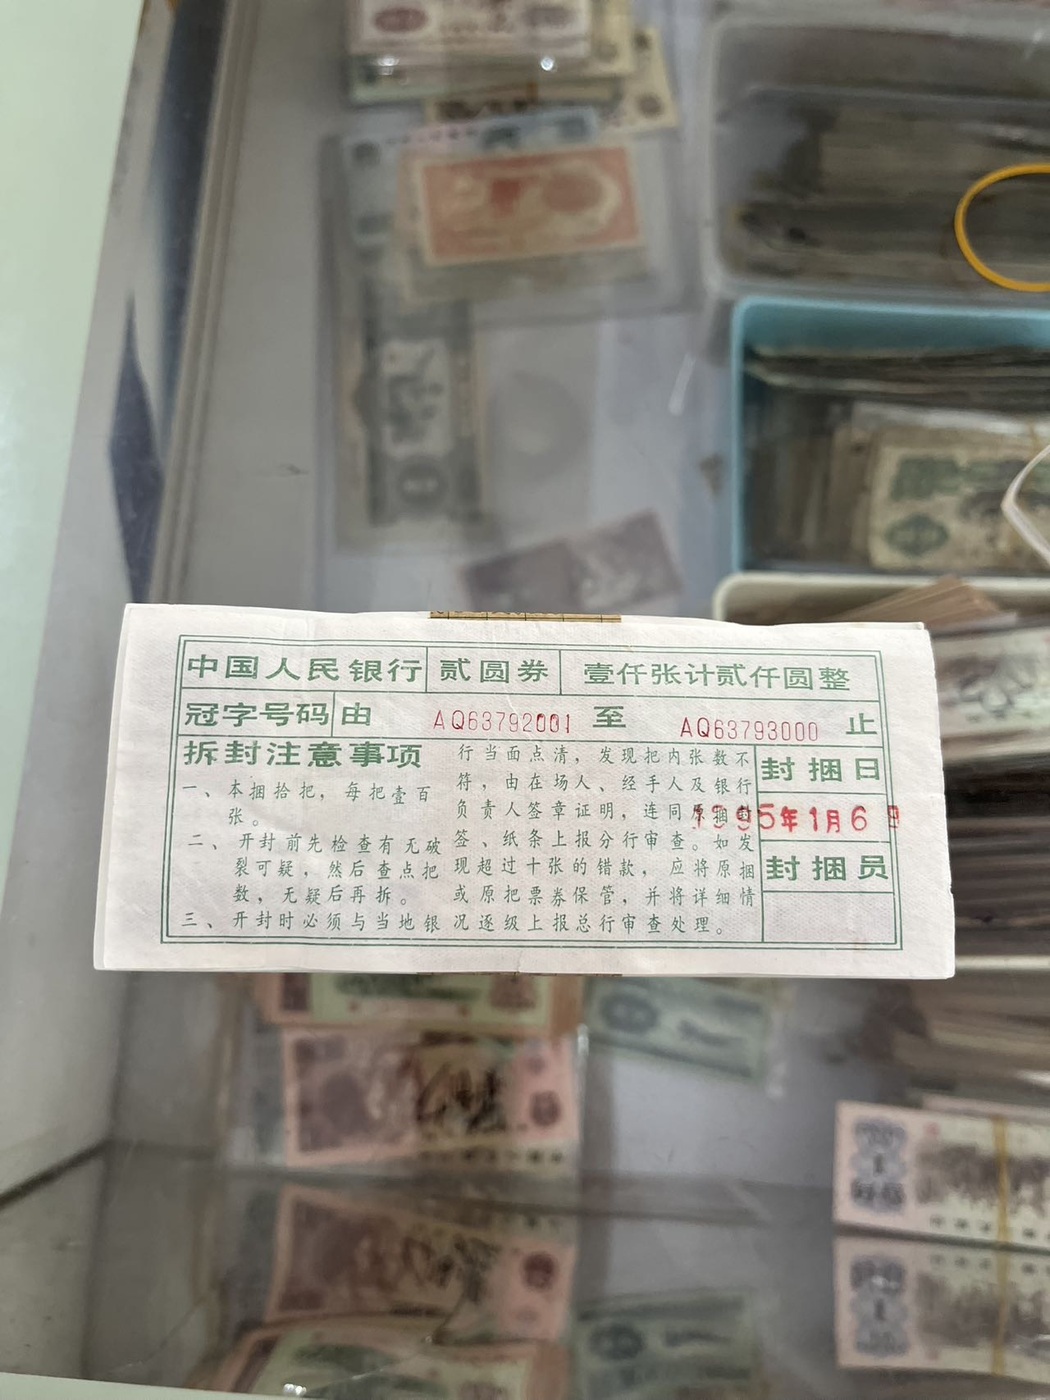 中国人民银行 贰圆券 壹仟张计贰仟圆整
冠字号码 由 AQ63792001 至 AQ63793000 止
拆封注意事项
一、本捆拾把，每把壹百
张。
二、开封前先检查有无破
裂可疑，然后查点把
数，无疑后再拆。
三、开封时必须与当地银
行当面点清，发现把内张数不
符，由在场人、经手人及银行
负责人签章证明，连同原捆封
签、纸条上报分行审查。如发
现超过十张的错款，应将原捆
或原把票券保管，并将详细情
况逐级上报总行审查处理。
封捆日
1995年1月6日
封捆员